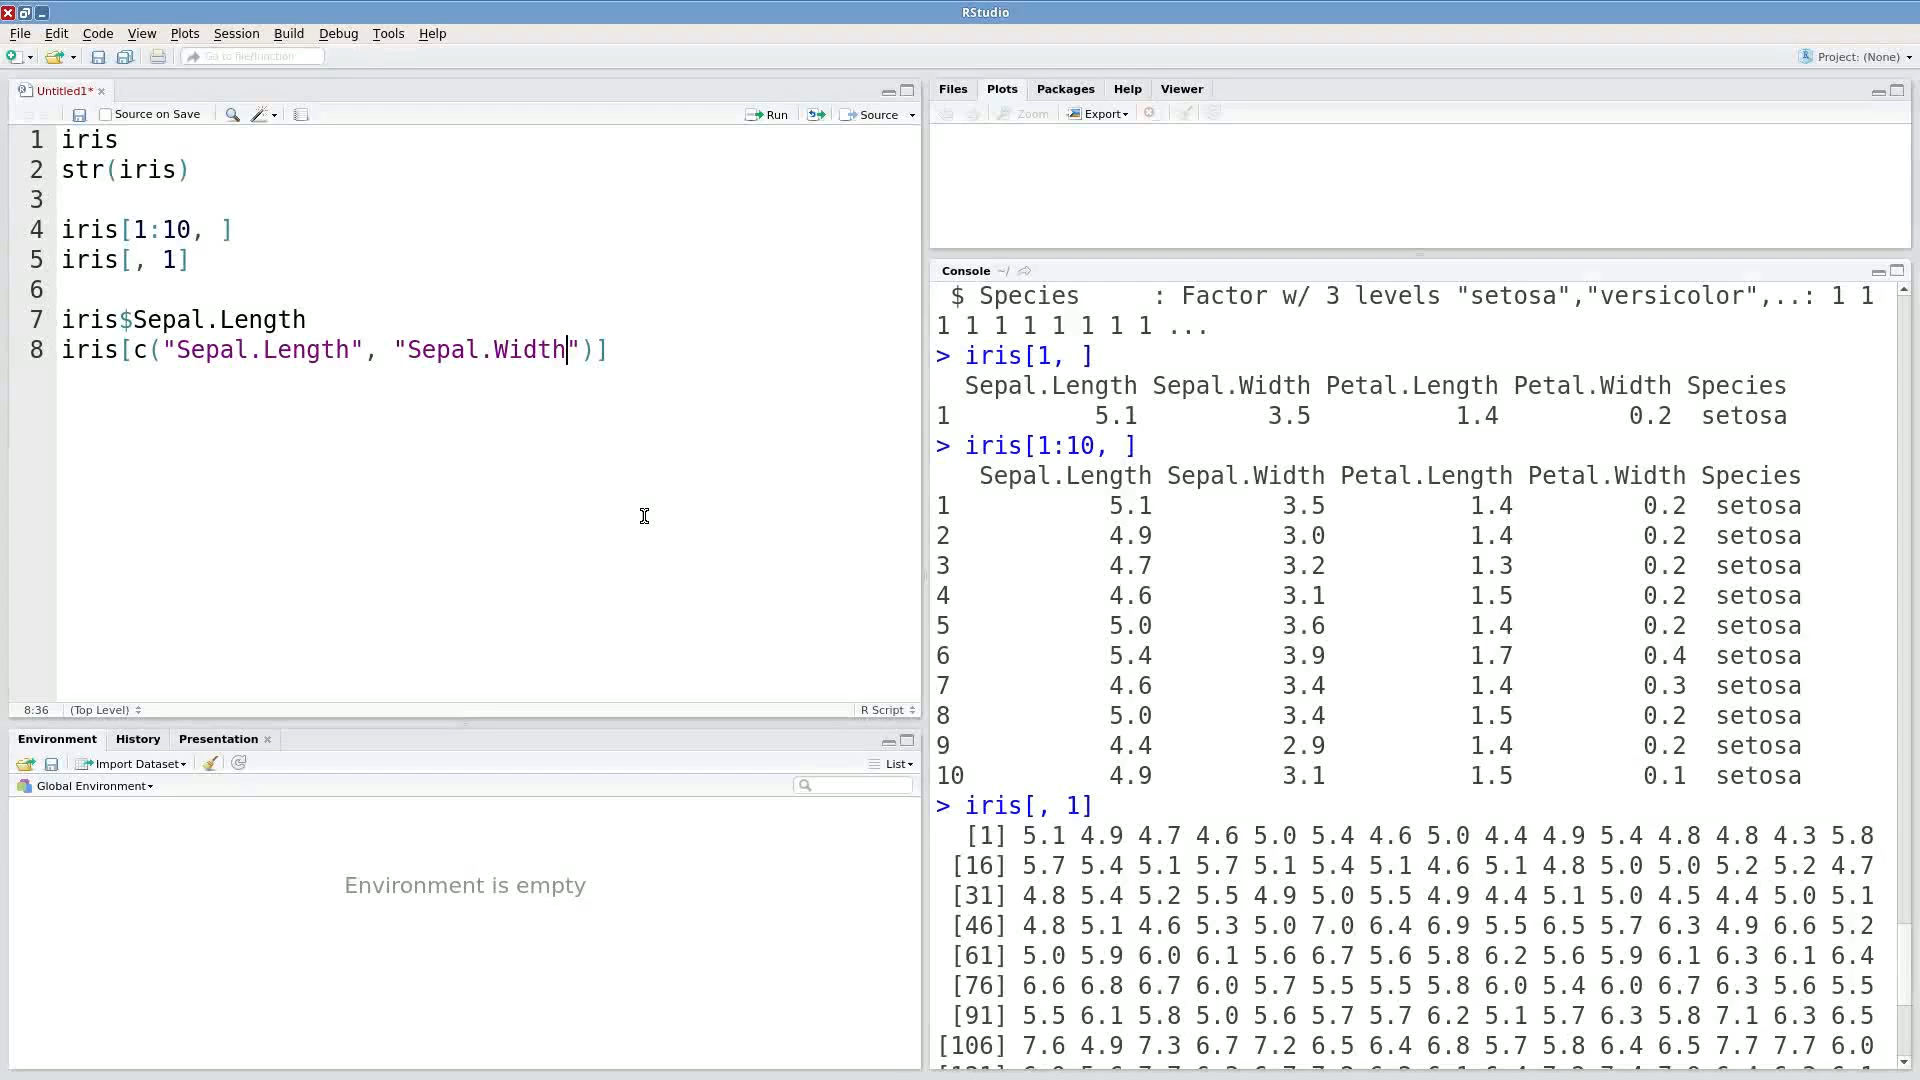 RStudio
File Edit Code View Plots Session Build Debug Tools Help
Go to file/function Project: (None)
Untitled1*
Source on Save Run Source
1 iris
2 str(iris)
3
4 iris[1:10, ]
5 iris[, 1]
6
7 iris$Sepal.Length
8 iris[c("Sepal.Length", "Sepal.Width")]
8:36 (Top Level) R Script
Environment History Presentation
Import Dataset List
Global Environment
Environment is empty
Files Plots Packages Help Viewer
Zoom Export
Console ~/
$ Species : Factor w/ 3 levels "setosa","versicolor",..: 1 1
1 1 1 1 1 1 1 1 ...
> iris[1, ]
Sepal.Length Sepal.Width Petal.Length Petal.Width Species
1 5.1 3.5 1.4 0.2 setosa
> iris[1:10, ]
Sepal.Length Sepal.Width Petal.Length Petal.Width Species
1 5.1 3.5 1.4 0.2 setosa
2 4.9 3.0 1.4 0.2 setosa
3 4.7 3.2 1.3 0.2 setosa
4 4.6 3.1 1.5 0.2 setosa
5 5.0 3.6 1.4 0.2 setosa
6 5.4 3.9 1.7 0.4 setosa
7 4.6 3.4 1.4 0.3 setosa
8 5.0 3.4 1.5 0.2 setosa
9 4.4 2.9 1.4 0.2 setosa
10 4.9 3.1 1.5 0.1 setosa
> iris[, 1]
[1] 5.1 4.9 4.7 4.6 5.0 5.4 4.6 5.0 4.4 4.9 5.4 4.8 4.8 4.3 5.8
[16] 5.7 5.4 5.1 5.7 5.1 5.4 5.1 4.6 5.1 4.8 5.0 5.0 5.2 5.2 4.7
[31] 4.8 5.4 5.2 5.5 4.9 5.0 5.5 4.9 4.4 5.1 5.0 4.5 4.4 5.0 5.1
[46] 4.8 5.1 4.6 5.3 5.0 7.0 6.4 6.9 5.5 6.5 5.7 6.3 4.9 6.6 5.2
[61] 5.0 5.9 6.0 6.1 5.6 6.7 5.6 5.8 6.2 5.6 5.9 6.1 6.3 6.1 6.4
[76] 6.6 6.8 6.7 6.0 5.7 5.5 5.5 5.8 6.0 5.4 6.0 6.7 6.3 5.6 5.5
[91] 5.5 6.1 5.8 5.0 5.6 5.7 5.7 6.2 5.1 5.7 6.3 5.8 7.1 6.3 6.5
[106] 7.6 4.9 7.3 6.7 7.2 6.5 6.4 6.8 5.7 5.8 6.4 6.5 7.7 7.7 6.0